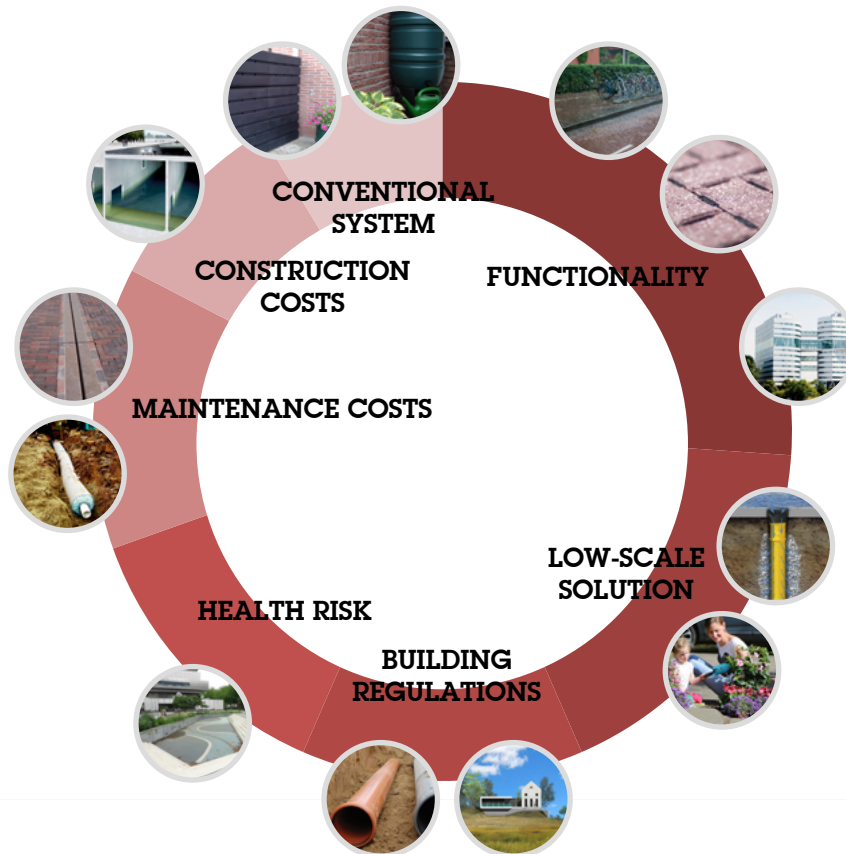 CONVENTIONAL
SYSTEM
CONSTRUCTION
COSTS
FUNCTIONALITY
MAINTENANCE COSTS
LOW-SCALE
SOLUTION
HEALTH RISK
BUILDING
REGULATIONS